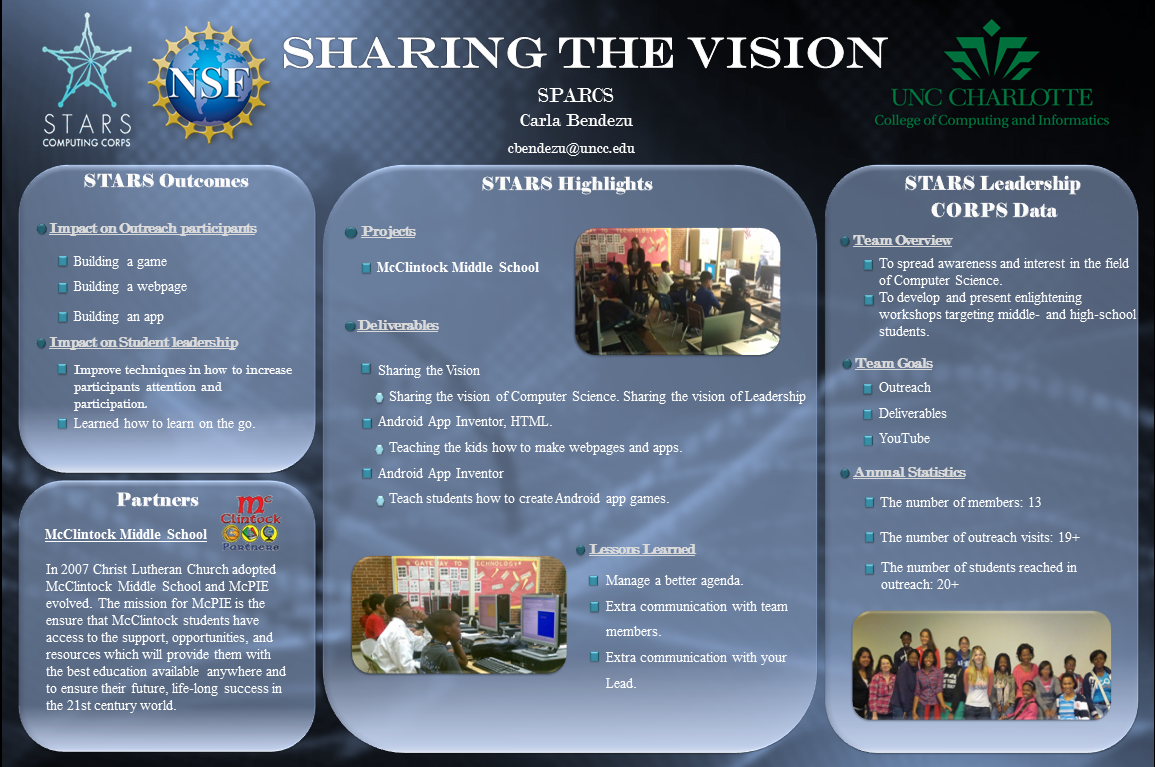 STARS
COMPUTING CORPS
NSF
SHARING THE VISION
SPARCS
Carla Bendezu
cbendezu@uncc.edu
UNC CHARLOTTE
College of Computing and Informatics
STARS Outcomes
Impact on Outreach participants
Building a game
Building a webpage
Building an app
Impact on Student leadership
Improve techniques in how to increase
participants attention and
participation.
Learned how to learn on the go.
Partners
Mc
Clintock
Partners
McClintock Middle School
In 2007 Christ Lutheran Church adopted
McClintock Middle School and McPIE
evolved. The mission for McPIE is the
ensure that McClintock students have
access to the support, opportunities, and
resources which will provide them with
the best education available anywhere and
to ensure their future, life-long success in
the 21st century world.
STARS Highlights
Projects
McClintock Middle School
Deliverables
Sharing the Vision
Sharing the vision of Computer Science. Sharing the vision of Leadership
Android App Inventor, HTML.
Teaching the kids how to make webpages and apps.
Android App Inventor
Teach students how to create Android app games.
GATEWAY TO TECHNOLOGY
Lessons Learned
Manage a better agenda.
Extra communication with team
members.
Extra communication with your
Lead.
STARS Leadership
CORPS Data
Team Overview
To spread awareness and interest in the field
of Computer Science.
To develop and present enlightening
workshops targeting middle- and high-school
students.
Team Goals
Outreach
Deliverables
YouTube
Annual Statistics
The number of members: 13
The number of outreach visits: 19+
The number of students reached in
outreach: 20+